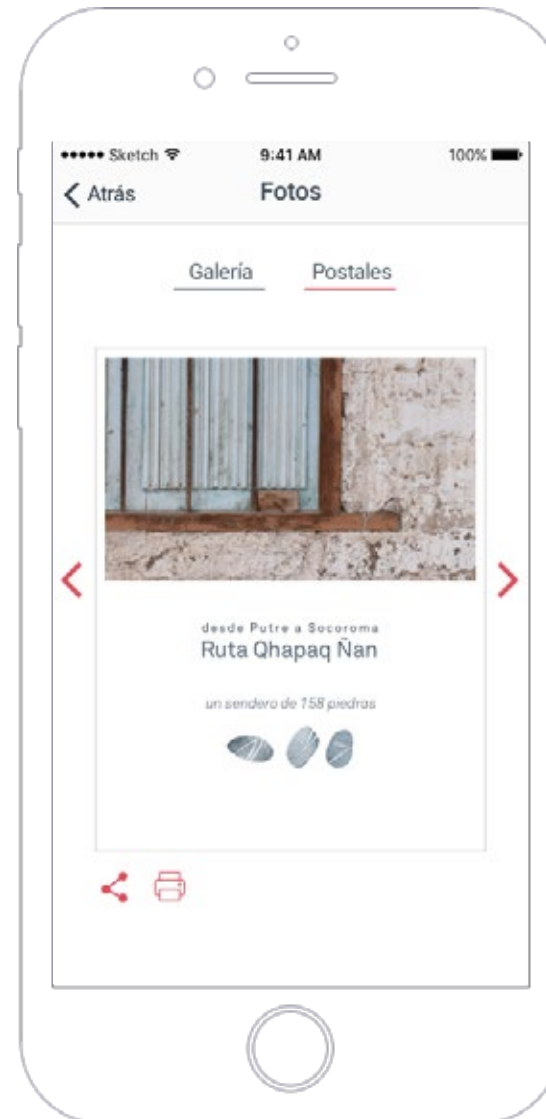 Sketch 9:41 AM 100%
Atrás Fotos
Galería Postales
desde Putre a Socoroma
Ruta Qhapaq Ñan
un sendero de 158 piedras